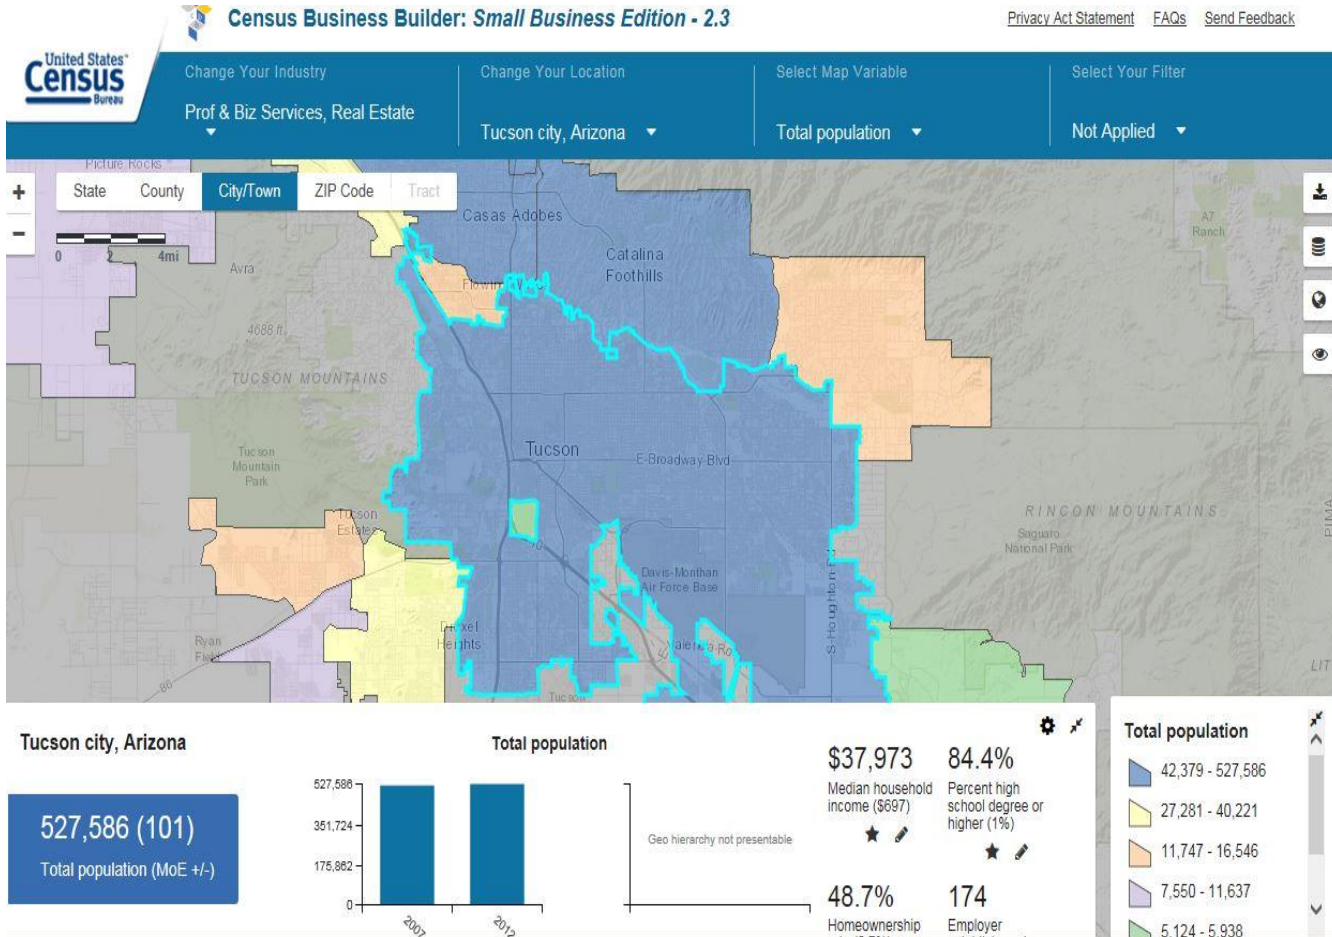 Census Business Builder: Small Business Edition - 2.3
Privacy Act Statement FAQs Send Feedback
United States™
Census
Bureau
Change Your Industry
Prof & Biz Services, Real Estate
Change Your Location
Tucson city, Arizona
Select Map Variable
Total population
Select Your Filter
Not Applied
Picture Rocks
+
−
State County City/Town ZIP Code Tract
0 2 4mi
Casas Adobes
Catalina
Foothills
A7
Ranch
Avra
4688 ft
TUCSON MOUNTAINS
Tucson
E-Broadway Blvd
Tucson
Mountain
Park
Tucson
Estates
RINCON MOUNTAINS
Saguaro
National Park
PIMA
Davis-Monthan
Air Force Base
S-Houghton-Rd
Drexel
Heights
Ryan
Field
86
LIT
Tucson
Tucson city, Arizona
527,586 (101)
Total population (MoE +/-)
Total population
527,586
351,724
175,862
0
2007
2012
Geo hierarchy not presentable
$37,973
Median household
income ($697)
84.4%
Percent high
school degree or
higher (1%)
48.7%
Homeownership
174
Employer
Total population
42,379 - 527,586
27,281 - 40,221
11,747 - 16,546
7,550 - 11,637
5,124 - 5,938